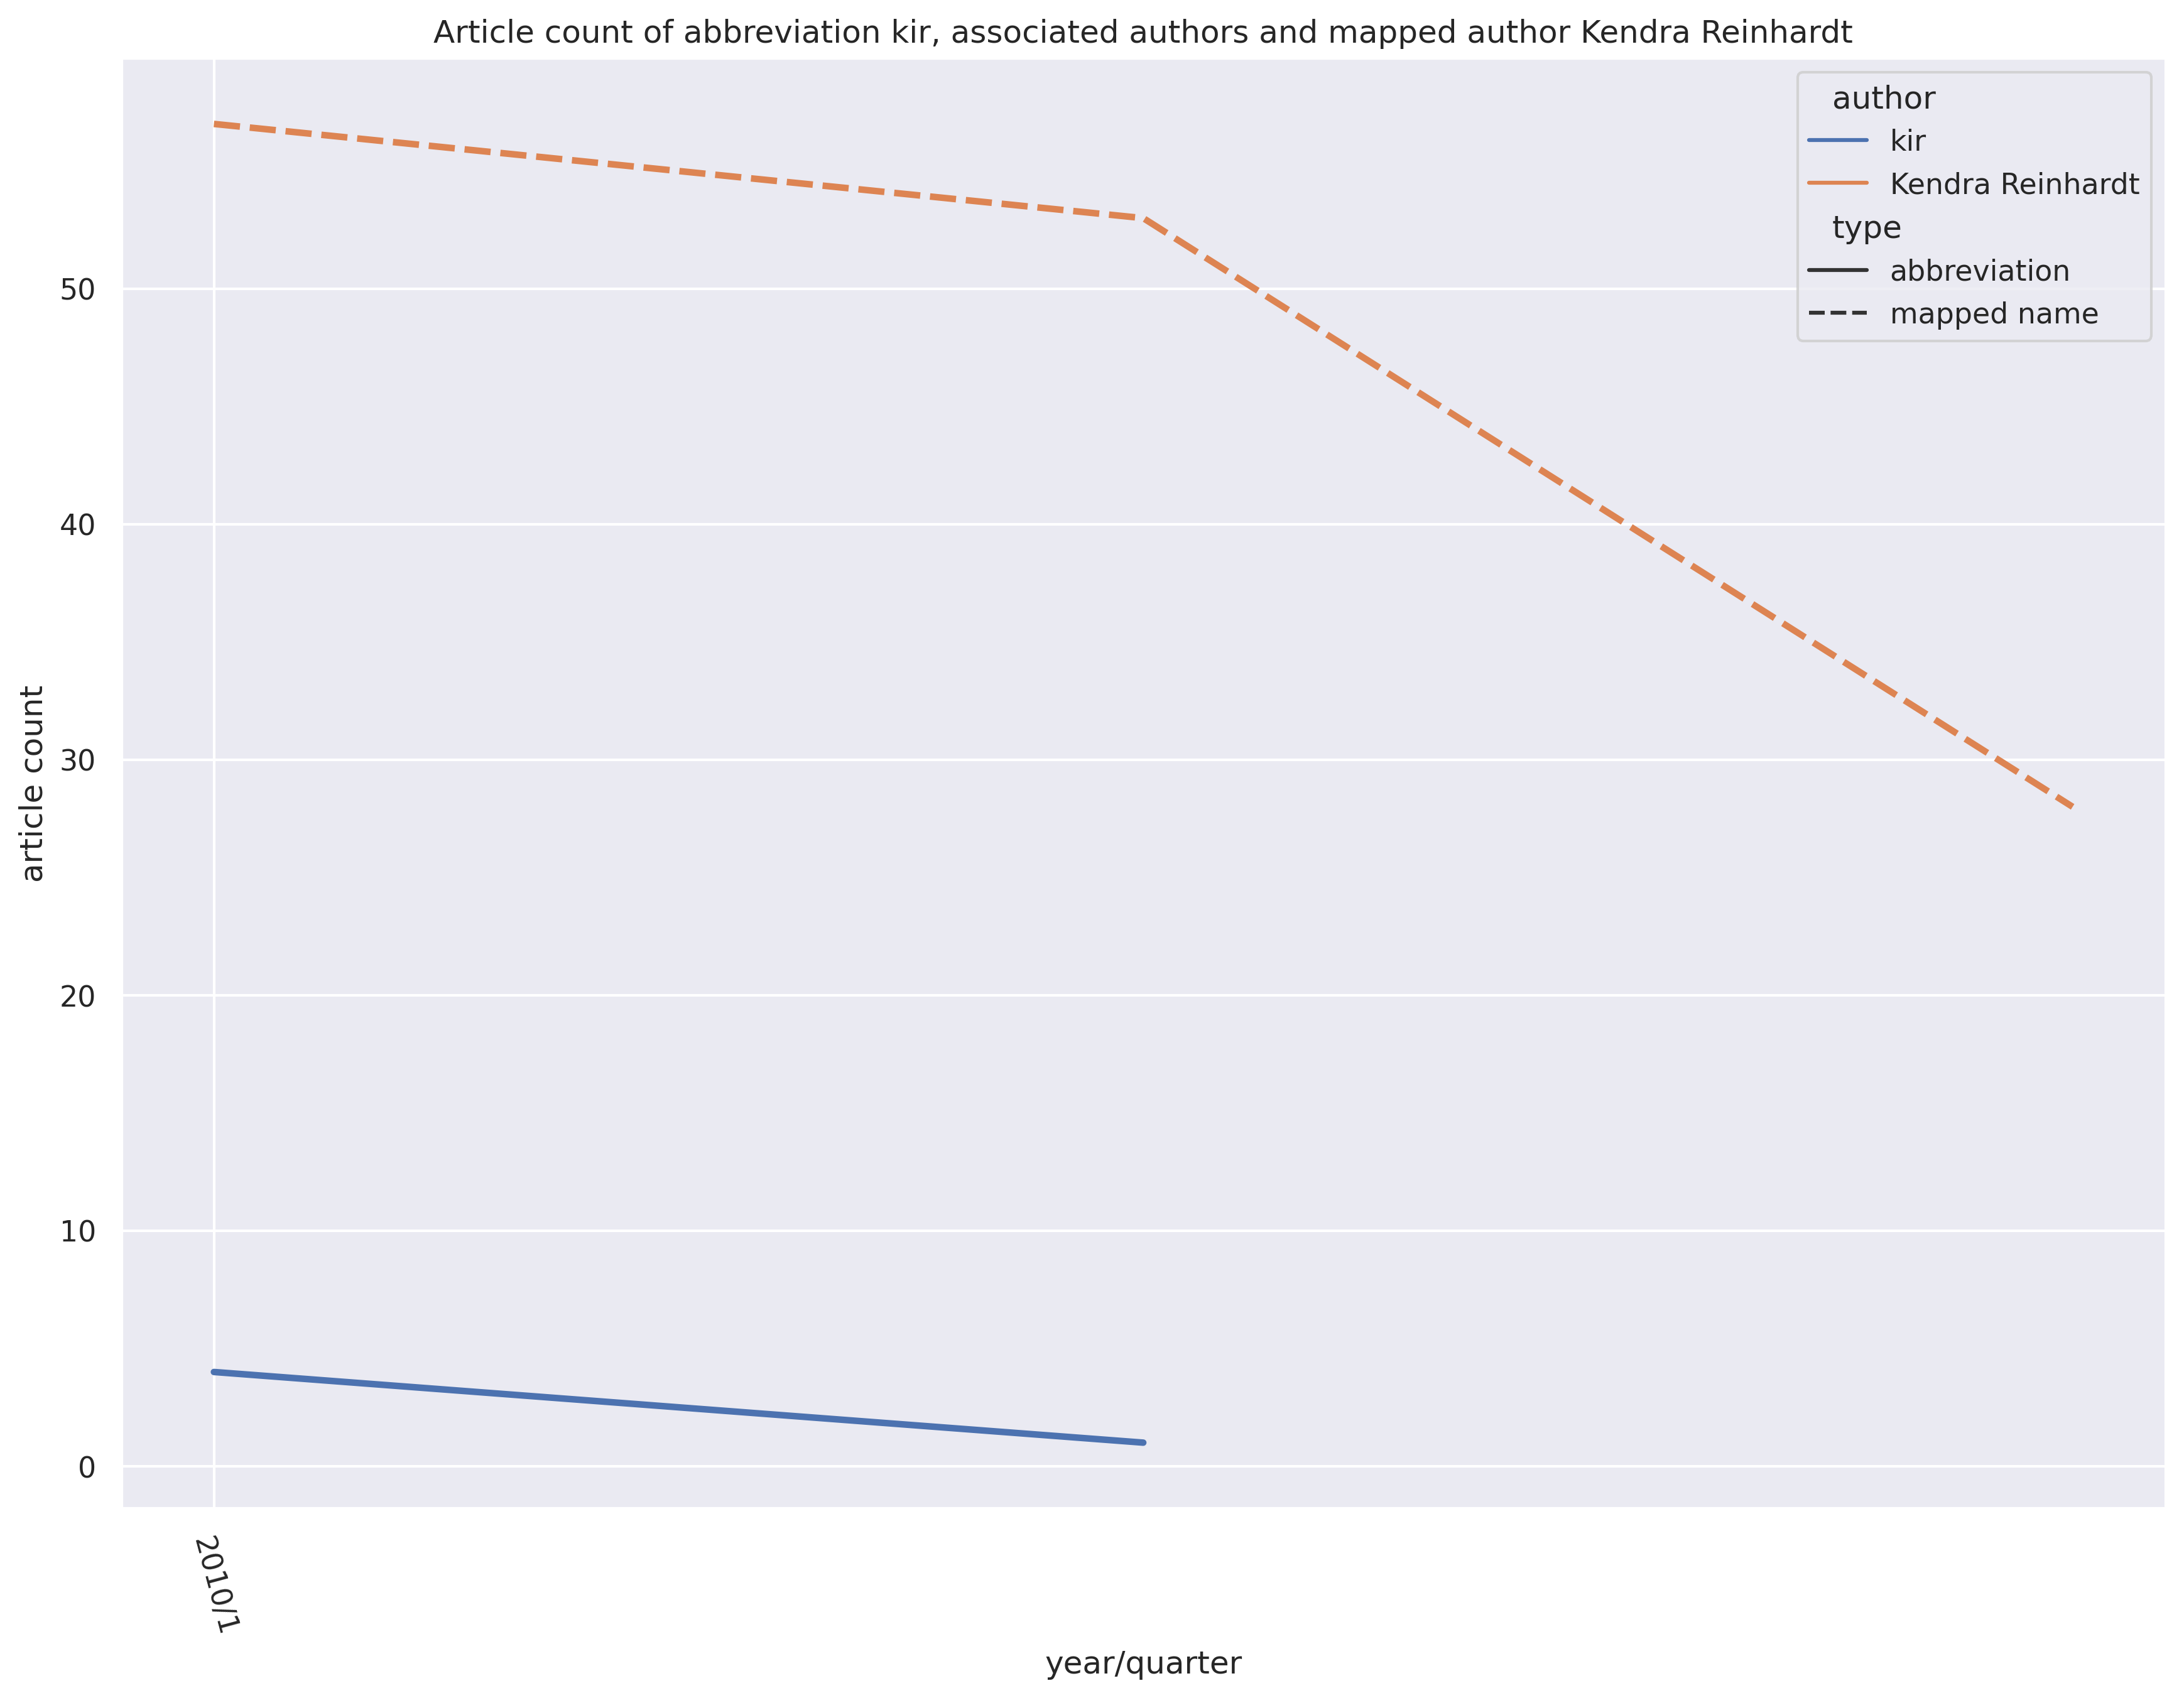 Article count of abbreviation kir, associated authors and mapped author Kendra Reinhardt
author
kir
Kendra Reinhardt
type
abbreviation
mapped name
50
40
30
20
10
0
article count
2010/1
year/quarter